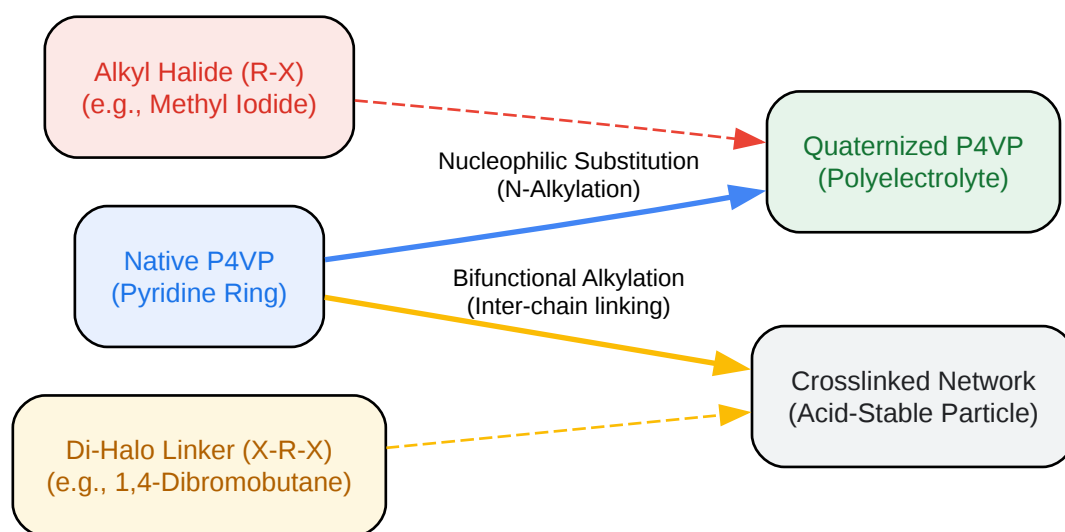 Alkyl Halide (R-X)
(e.g., Methyl Iodide)
Quaternized P4VP
(Polyelectrolyte)
Nucleophilic Substitution
(N-Alkylation)
Native P4VP
(Pyridine Ring)
Bifunctional Alkylation
(Inter-chain linking)
Crosslinked Network
(Acid-Stable Particle)
Di-Halo Linker (X-R-X)
(e.g., 1,4-Dibromobutane)